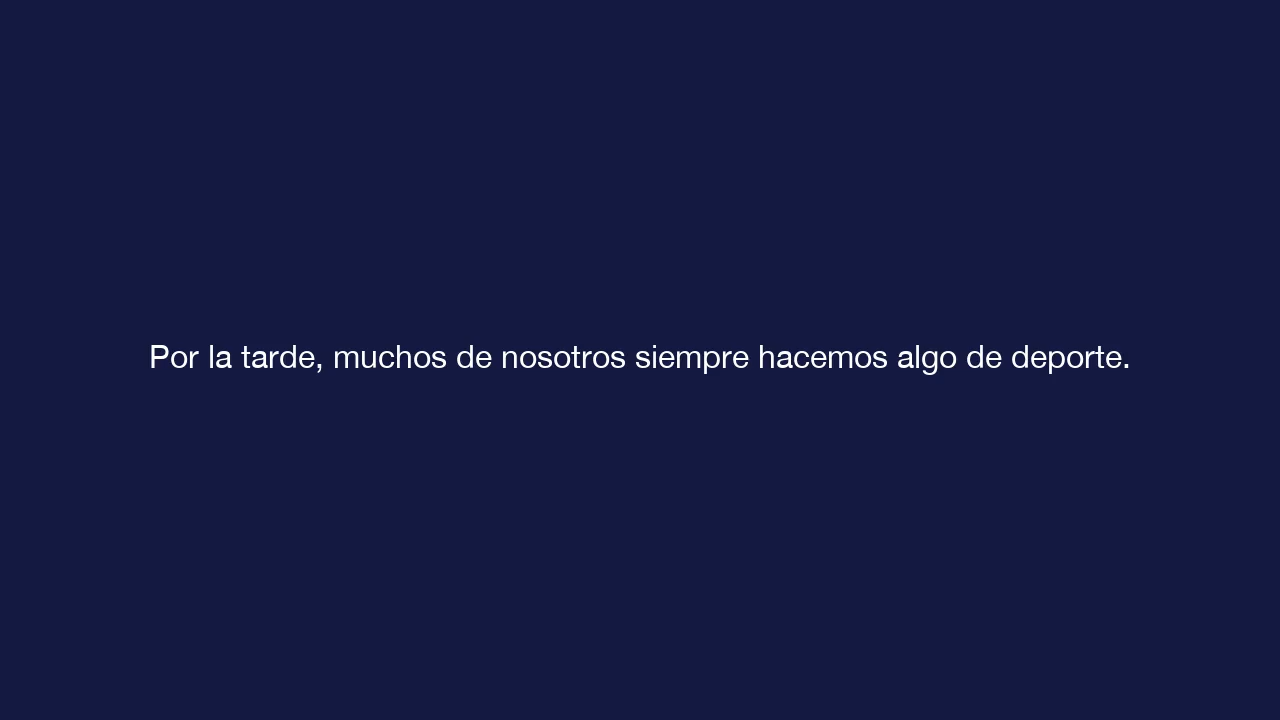 Por la tarde, muchos de nosotros siempre hacemos algo de deporte.